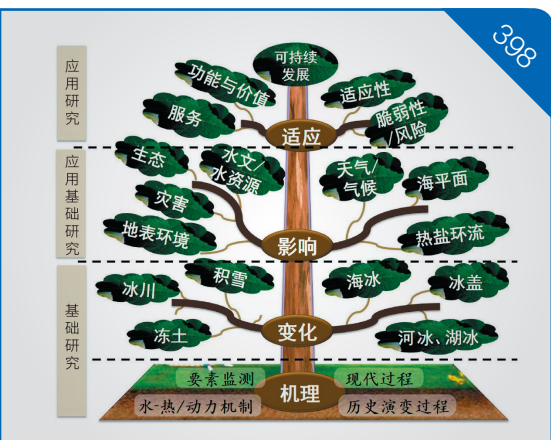 398
应用研究
可持续
发展
功能与价值
适应性
服务
脆弱性
/风险
适应
应用基础研究
生态
水文/
水资源
天气/
气候
海平面
灾害
地表环境
热盐环流
影响
基础研究
冰川
积雪
海冰
冰盖
冻土
河冰、湖冰
变化
要素监测
现代过程
机理
水-热/动力机制
历史演变过程